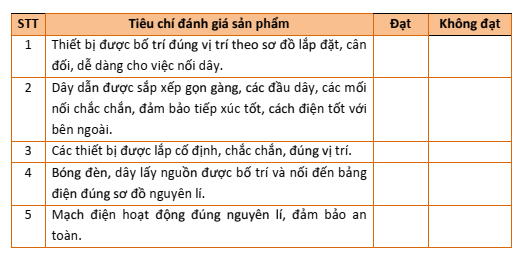 STT Tiêu chí đánh giá sản phẩm Đạt Không đạt
1 Thiết bị được bố trí đúng vị trí theo sơ đồ lắp đặt, cân
đối, dễ dàng cho việc nối dây.
2 Dây dẫn được sắp xếp gọn gàng, các đầu dây, các mối
nối chắc chắn, đảm bảo tiếp xúc tốt, cách điện tốt với
bên ngoài.
3 Các thiết bị được lắp cố định, chắc chắn, đúng vị trí.
4 Bóng đèn, dây lấy nguồn được bố trí và nối đến bảng
điện đúng sơ đồ nguyên lí.
5 Mạch điện hoạt động đúng nguyên lí, đảm bảo an
toàn.